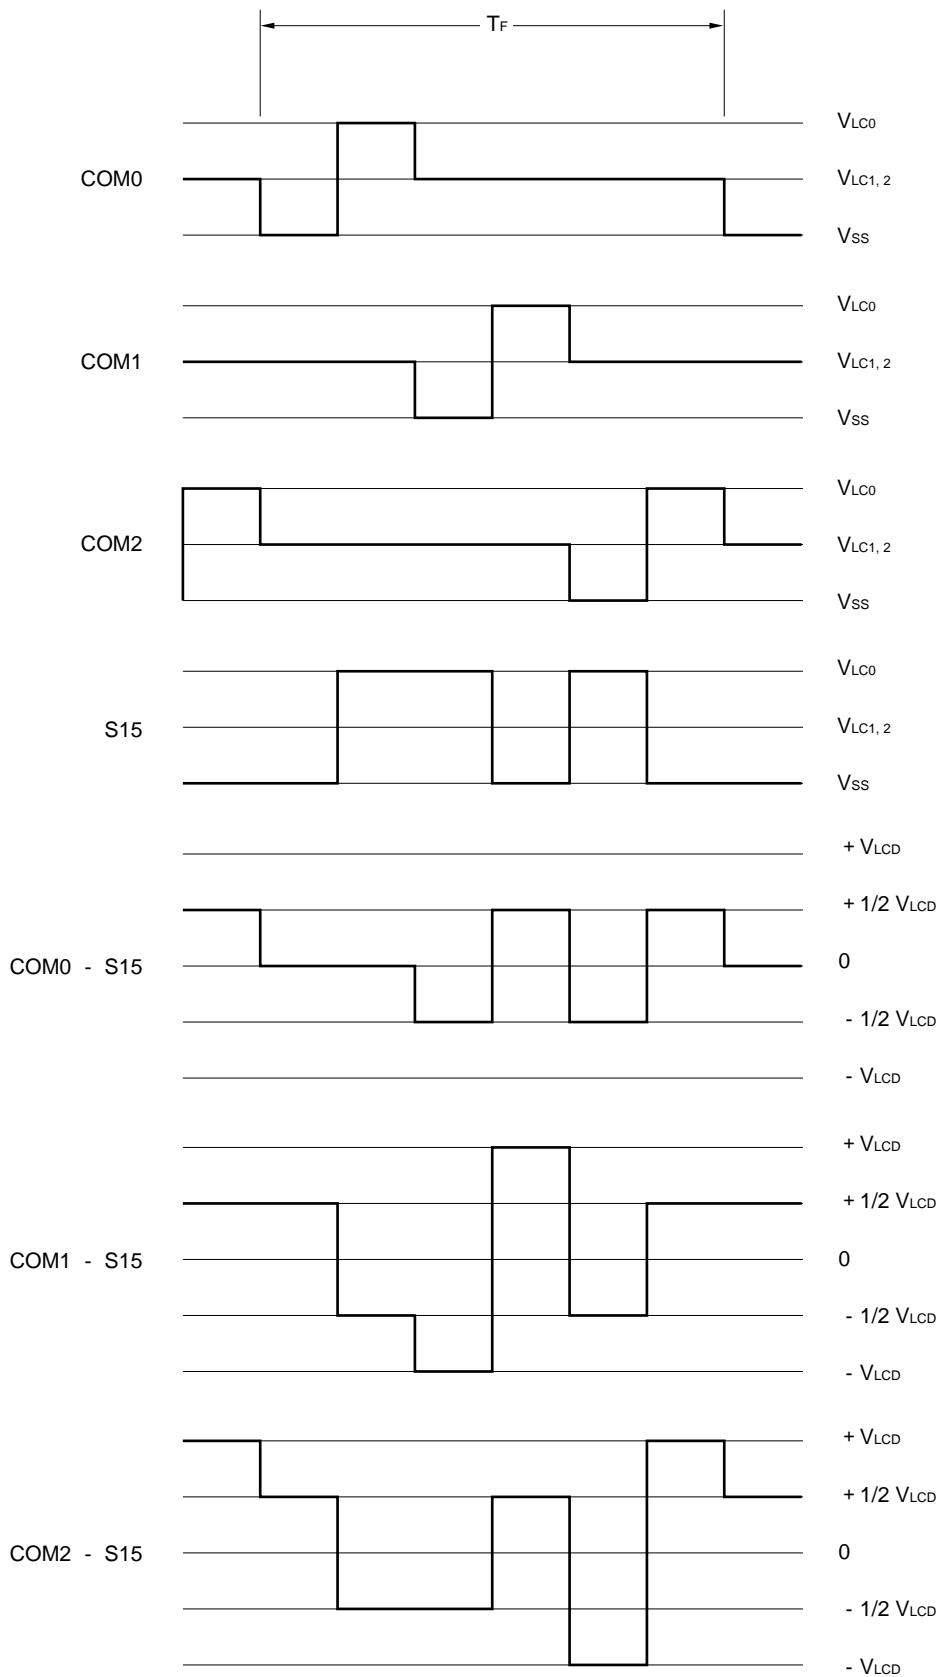 TF
VLC0
COM0 VLC1, 2
VSS
VLC0
COM1 VLC1, 2
VSS
VLC0
COM2 VLC1, 2
VSS
VLC0
S15 VLC1, 2
VSS
+ VLCD
+ 1/2 VLCD
COM0 - S15 0
- 1/2 VLCD
- VLCD
+ VLCD
+ 1/2 VLCD
COM1 - S15 0
- 1/2 VLCD
- VLCD
+ VLCD
+ 1/2 VLCD
COM2 - S15 0
- 1/2 VLCD
- VLCD